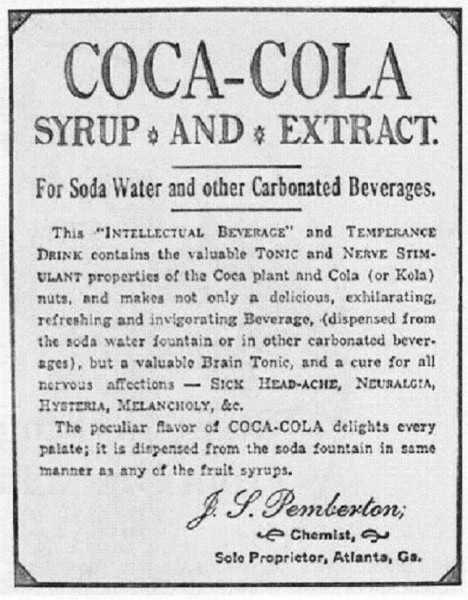 COCA-COLA
SYRUP AND EXTRACT.
For Soda Water and other Carbonated Beverages.
This "INTELLECTUAL BEVERAGE" and TEMPERANCE
DRINK contains the valuable TONIC and NERVE STIM-
ULANT properties of the Coca plant and Cola (or Kola)
nuts, and makes not only a delicious, exhilarating,
refreshing and invigorating Beverage, (dispensed from
the soda water fountain or in other carbonated bever-
ages), but a valuable Brain Tonic, and a cure for all
nervous affections — SICK HEAD-ACHE, NEURALGIA,
HYSTERIA, MELANCHOLY, &c.
The peculiar flavor of COCA-COLA delights every
palate; it is dispensed from the soda fountain in same
manner as any of the fruit syrups.
J. S. Pemberton;
Chemist,
Sole Proprietor, Atlanta, Ga.